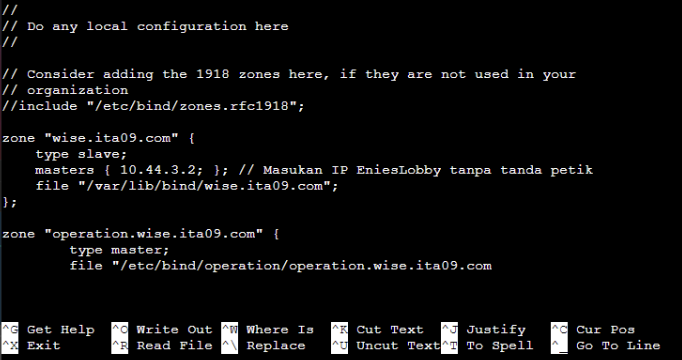 //
// Do any local configuration here
//
// Consider adding the 1918 zones here, if they are not used in your
// organization
//include "/etc/bind/zones.rfc1918";
zone "wise.ita09.com" {
    type slave;
    masters { 10.44.3.2; }; // Masukan IP EniesLobby tanpa tanda petik
    file "/var/lib/bind/wise.ita09.com";
};
zone "operation.wise.ita09.com" {
        type master;
        file "/etc/bind/operation/operation.wise.ita09.com
^G Get Help  ^O Write Out ^W Where Is  ^K Cut Text  ^J Justify  ^C Cur Pos
^X Exit  ^R Read File ^\ Replace  ^U Uncut Text^T To Spell  ^_ Go To Line